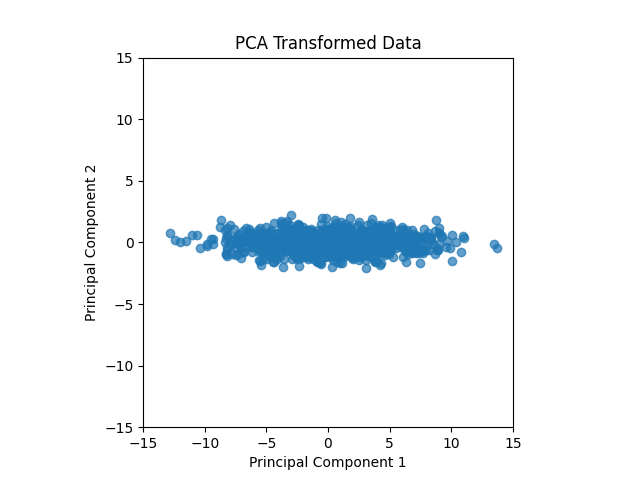 PCA Transformed Data
15
10
5
0
−5
−10
−15
Principal Component 2
−15 −10 −5 0 5 10 15
Principal Component 1